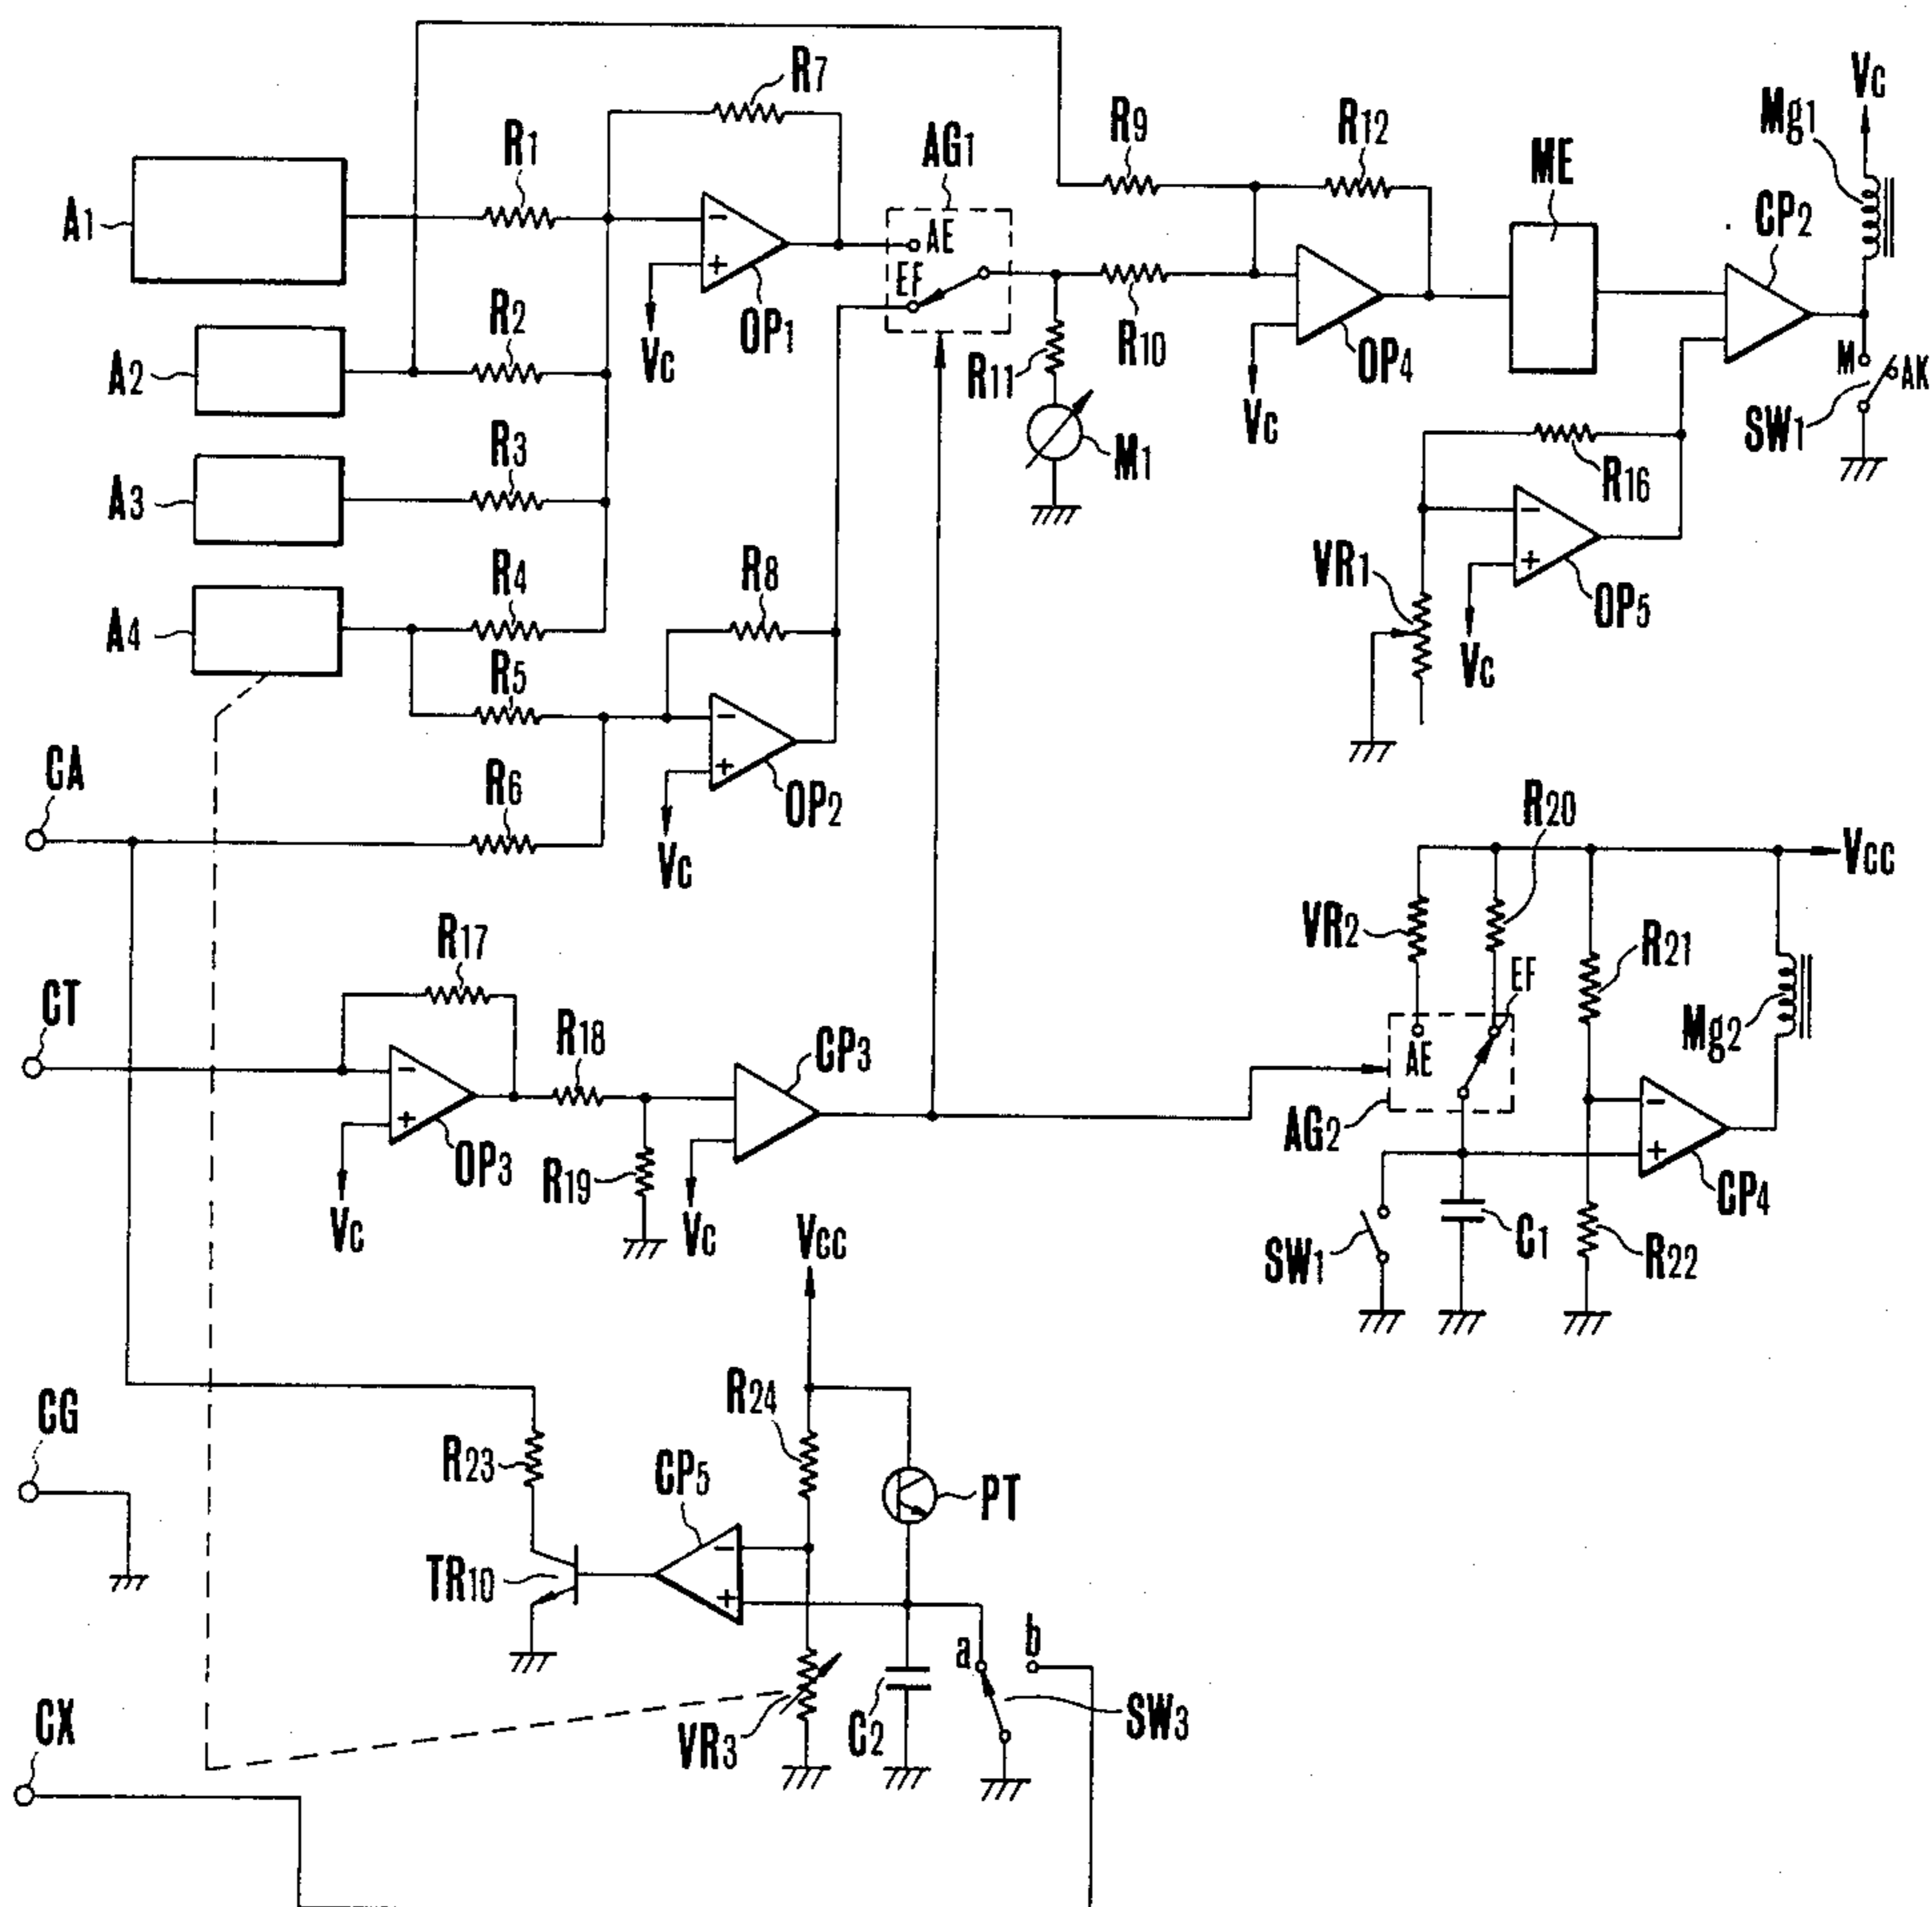 R7
Vc
R1
AG1
R9
R12
Mg1
ME
A1
CP2
AE
EF
R2
OP1
Vc
R11
R10
OP4
A2
M
AK
SW1
Vc
R3
M1
A3
R16
R4
R8
VR1
OP5
A4
R5
Vc
CA
R6
OP2
R20
Vc
Vcc
VR2
R21
R17
EF
CT
R18
CP3
Mg2
AE
AG2
OP3
R19
CP4
Vc
Vc
Vcc
SW1
C1
R22
R24
CG
R23
CP5
PT
TR10
a
b
SW3
CX
VR3
C2